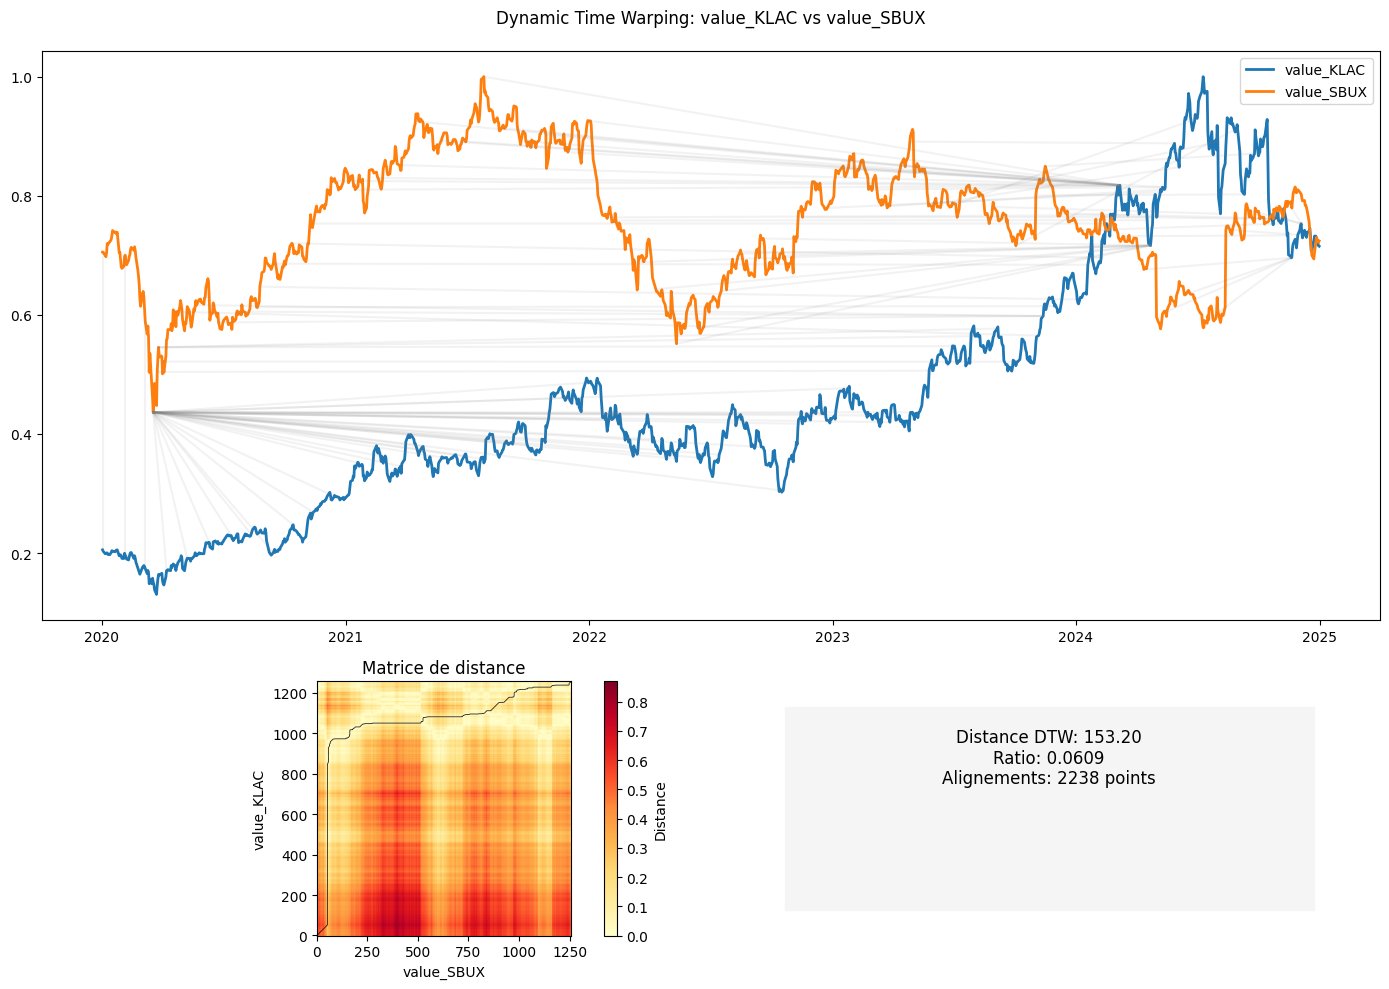 Dynamic Time Warping: value_KLAC vs value_SBUX
value_KLAC
value_SBUX
1.0
0.8
0.6
0.4
0.2
2020 2021 2022 2023 2024 2025
Matrice de distance
value_KLAC
1200
1000
800
600
400
200
0
0 250 500 750 1000 1250
value_SBUX
0.8
0.7
0.6
0.5
0.4
0.3
0.2
0.1
0.0
Distance
Distance DTW: 153.20
Ratio: 0.0609
Alignements: 2238 points